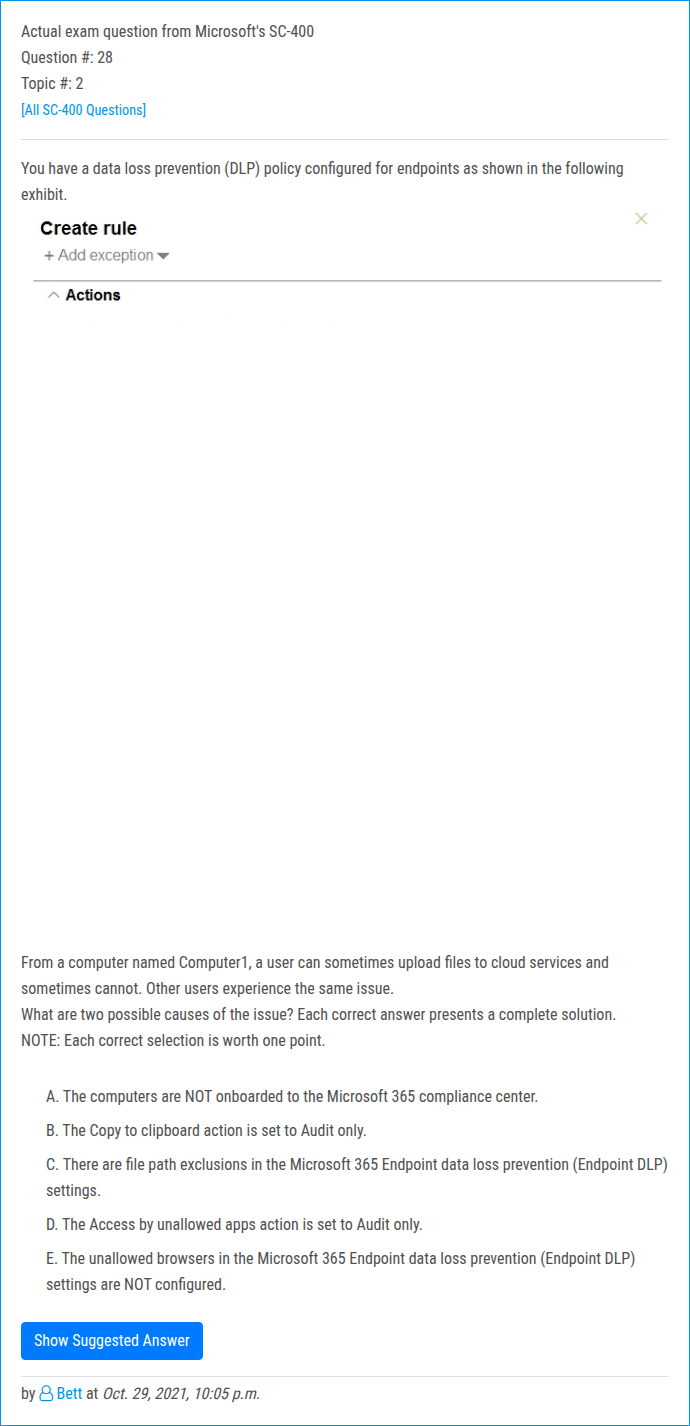 Actual exam question from Microsoft's SC-400
Question #: 28
Topic #: 2
[All SC-400 Questions]
You have a data loss prevention (DLP) policy configured for endpoints as shown in the following
exhibit.
Create rule
+ Add exception
Actions
From a computer named Computer1, a user can sometimes upload files to cloud services and
sometimes cannot. Other users experience the same issue.
What are two possible causes of the issue? Each correct answer presents a complete solution.
NOTE: Each correct selection is worth one point.
A. The computers are NOT onboarded to the Microsoft 365 compliance center.
B. The Copy to clipboard action is set to Audit only.
C. There are file path exclusions in the Microsoft 365 Endpoint data loss prevention (Endpoint DLP)
settings.
D. The Access by unallowed apps action is set to Audit only.
E. The unallowed browsers in the Microsoft 365 Endpoint data loss prevention (Endpoint DLP)
settings are NOT configured.
Show Suggested Answer
by Bett at Oct. 29, 2021, 10:05 p.m.